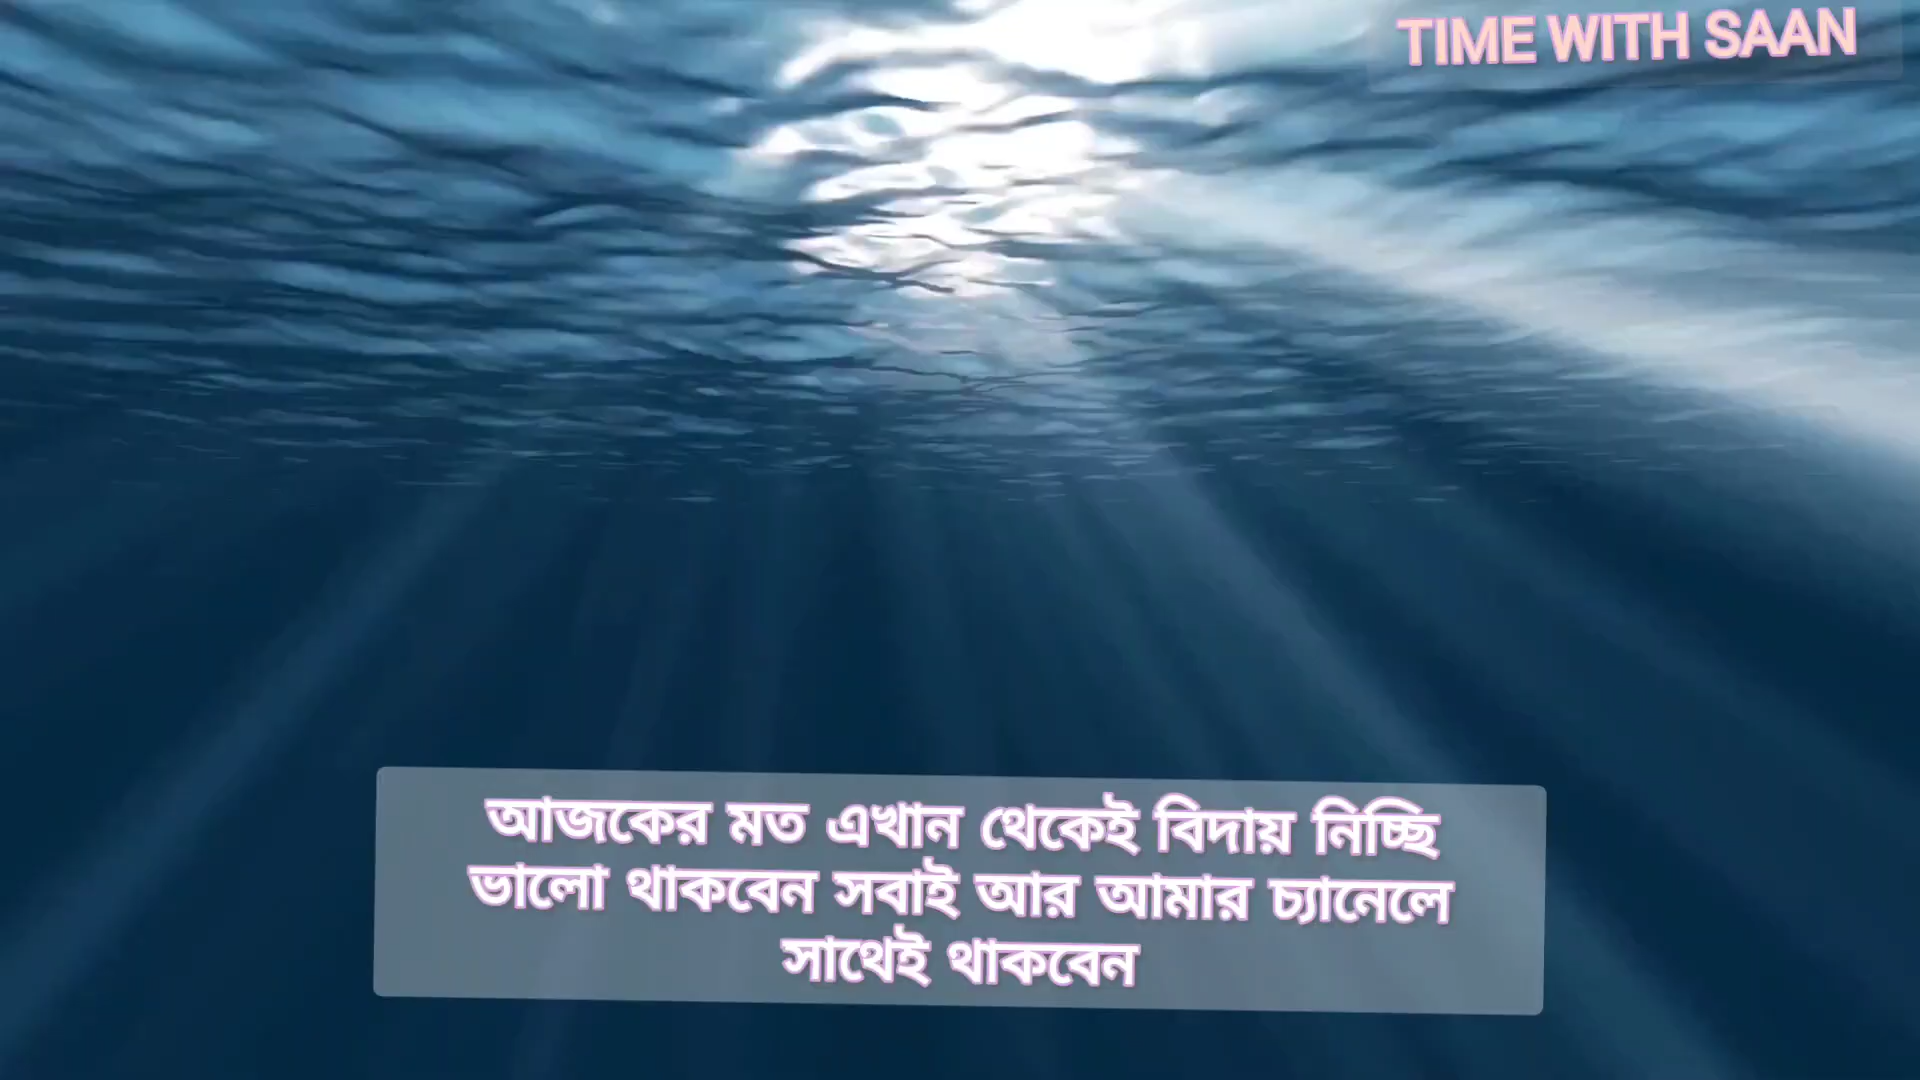 TIME WITH SAAN
আজকের মত এখান থেকেই বিদায় নিচ্ছি
ভালো থাকবেন সবাই আর আমার চ্যানেলে
সাথেই থাকবেন